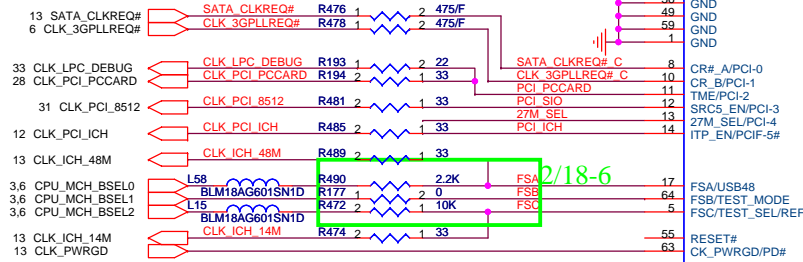 58 GND
13 SATA_CLKREQ# SATA_CLKREQ# R476 1 2 475/F 49 GND
6 CLK_3GPLLREQ# CLK_3GPLLREQ# R478 1 2 475/F 59 GND
1 GND
33 CLK_LPC_DEBUG CLK_LPC_DEBUG R193 1 2 22 SATA_CLKREQ#_C 8 CR#_A/PCI-0
28 CLK_PCI_PCCARD CLK_PCI_PCCARD R194 1 2 33 CLK_3GPLLREQ#_C 10 CR_B/PCI-1
PCI_PCCARD 11 TME/PCI-2
31 CLK_PCI_8512 CLK_PCI_8512 R481 1 2 33 PCI_SIO 12 SRC5_EN/PCI-3
27M_SEL 13 27M_SEL/PCI-4
12 CLK_PCI_ICH CLK_PCI_ICH R485 2 1 33 PCI_ICH 14 ITP_EN/PCIF-5#
13 CLK_ICH_48M CLK_ICH_48M R489 2 1 33
2/18-6
3,6 CPU_MCH_BSEL0 L58 R490 1 2 2.2K FSA 17 FSA/USB48
3,6 CPU_MCH_BSEL1 BLM18AG601SN1D R177 1 2 0 FSB 64 FSB/TEST_MODE
3,6 CPU_MCH_BSEL2 L15 R472 2 1 10K FSC 5 FSC/TEST_SEL/REF
BLM18AG601SN1D
13 CLK_ICH_14M CLK_ICH_14M R474 2 1 33 55 RESET#
13 CLK_PWRGD 63 CK_PWRGD/PD#